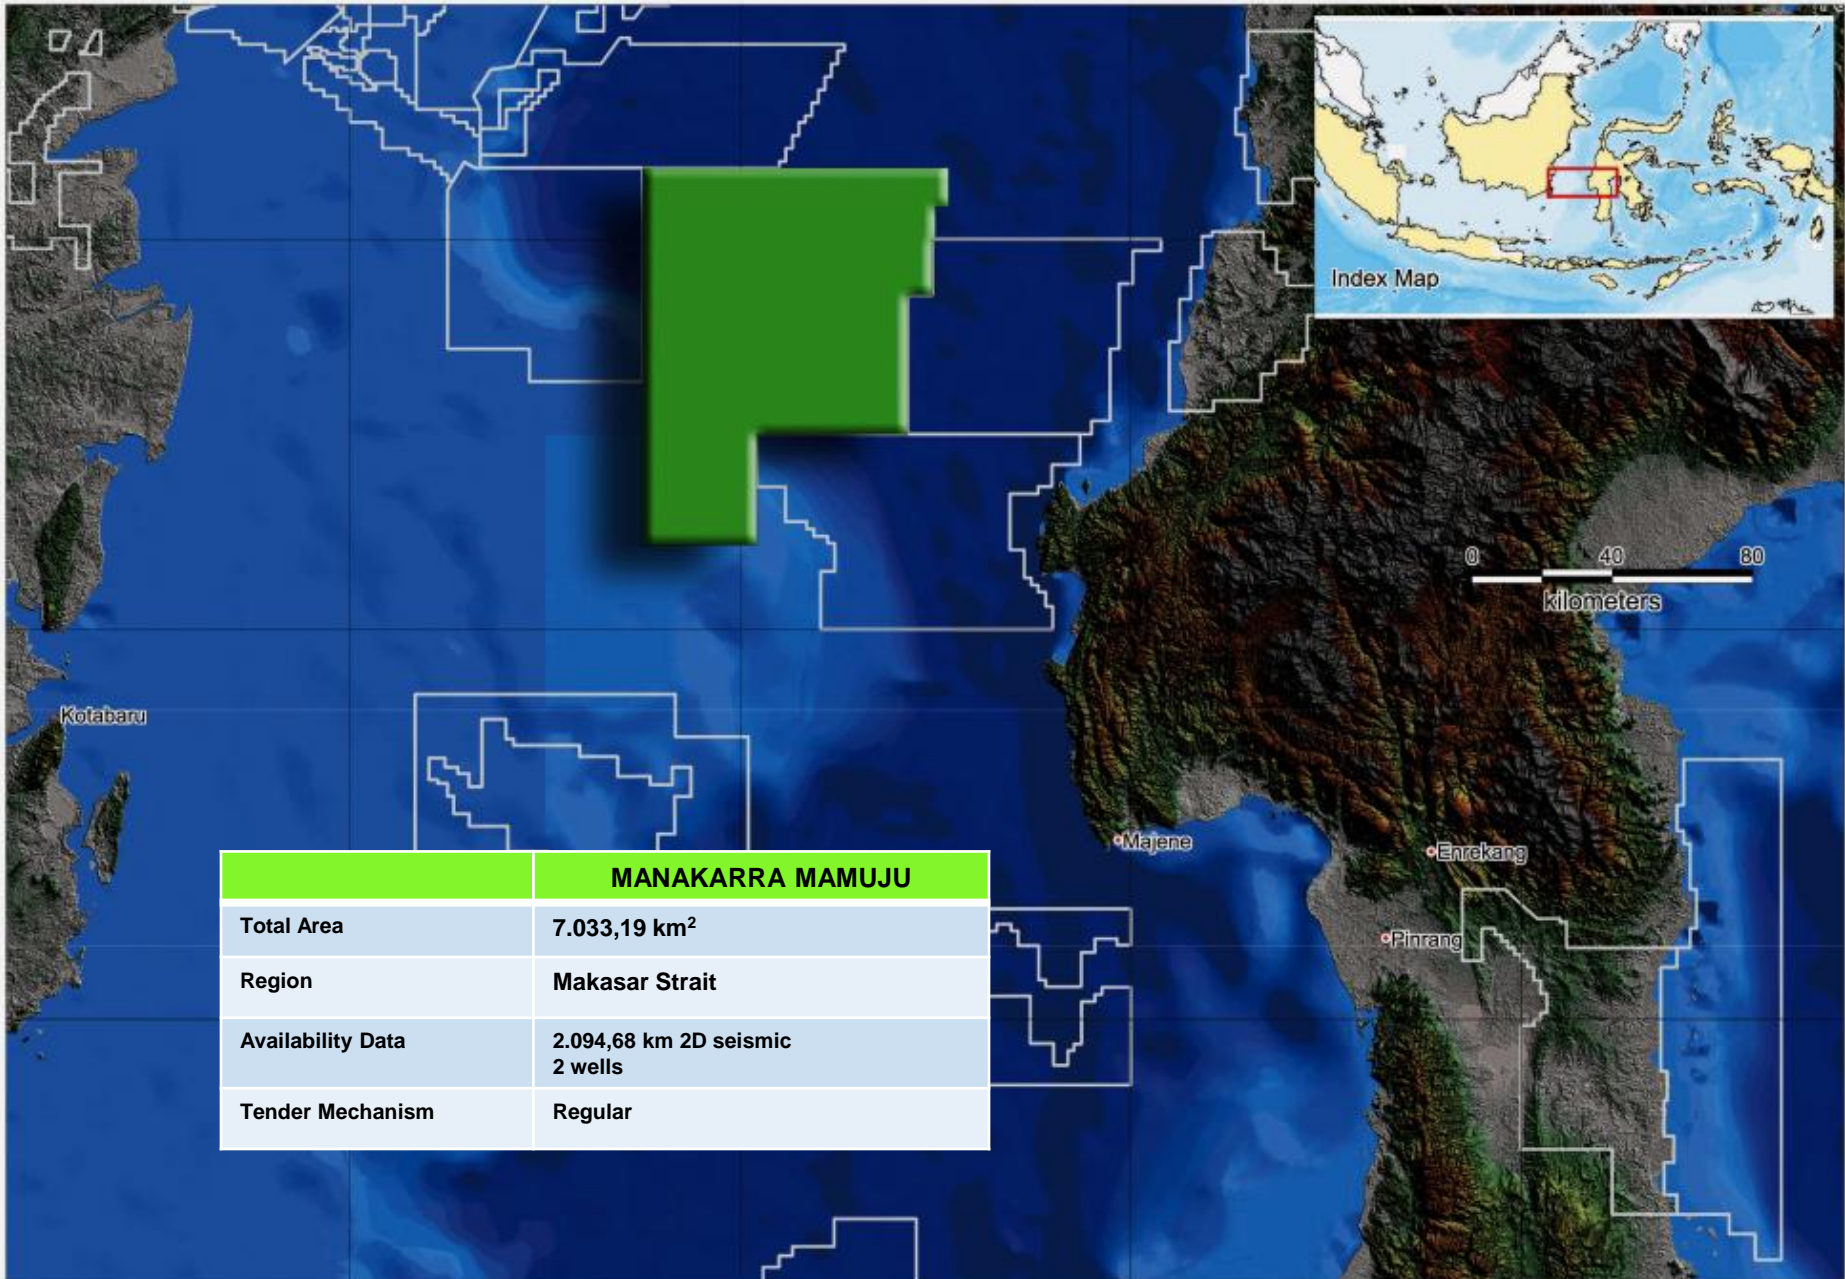 Index Map
0 40 80
kilometers
Kotabaru
Majene
Enrekang
Pinrang
MANAKARRA MAMUJU
Total Area 7.033,19 km²
Region Makasar Strait
Availability Data 2.094,68 km 2D seismic
2 wells
Tender Mechanism Regular